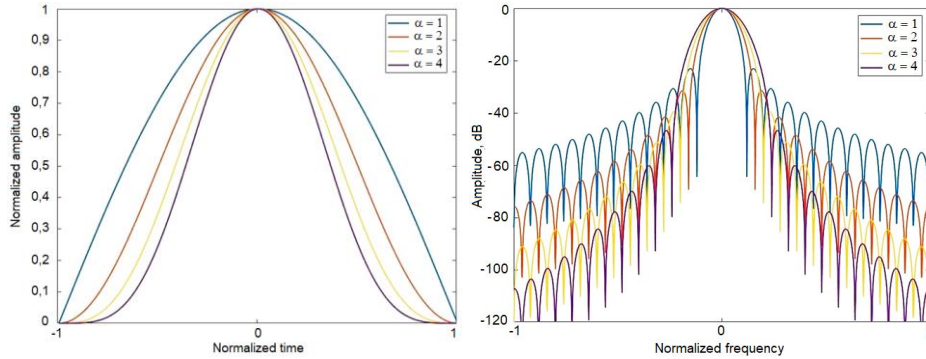 1
0,9
0,8
0,7
0,6
0,5
0,4
0,3
0,2
0,1
0
-1
0
1
Normalized amplitude
Normalized time
α = 1
α = 2
α = 3
α = 4
0
-20
-40
-60
-80
-100
-120
-1
0
Amplitude, dB
Normalized frequency
α = 1
α = 2
α = 3
α = 4